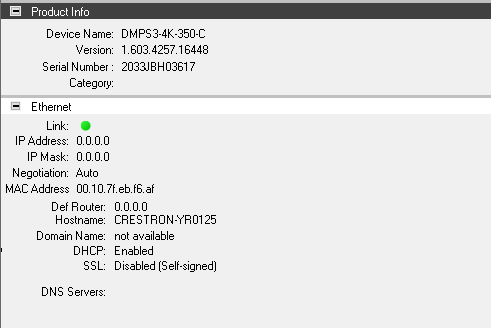 Product Info
Device Name: DMPS3-4K-350-C
Version: 1.603.4257.16448
Serial Number : 2033JBH03617
Category:
Ethernet
Link:
IP Address: 0.0.0.0
IP Mask: 0.0.0.0
Negotiation: Auto
MAC Address 00.10.7f.eb.f6.af
Def Router: 0.0.0.0
Hostname: CRESTRON-YR0125
Domain Name: not available
DHCP: Enabled
SSL: Disabled (Self-signed)
DNS Servers: